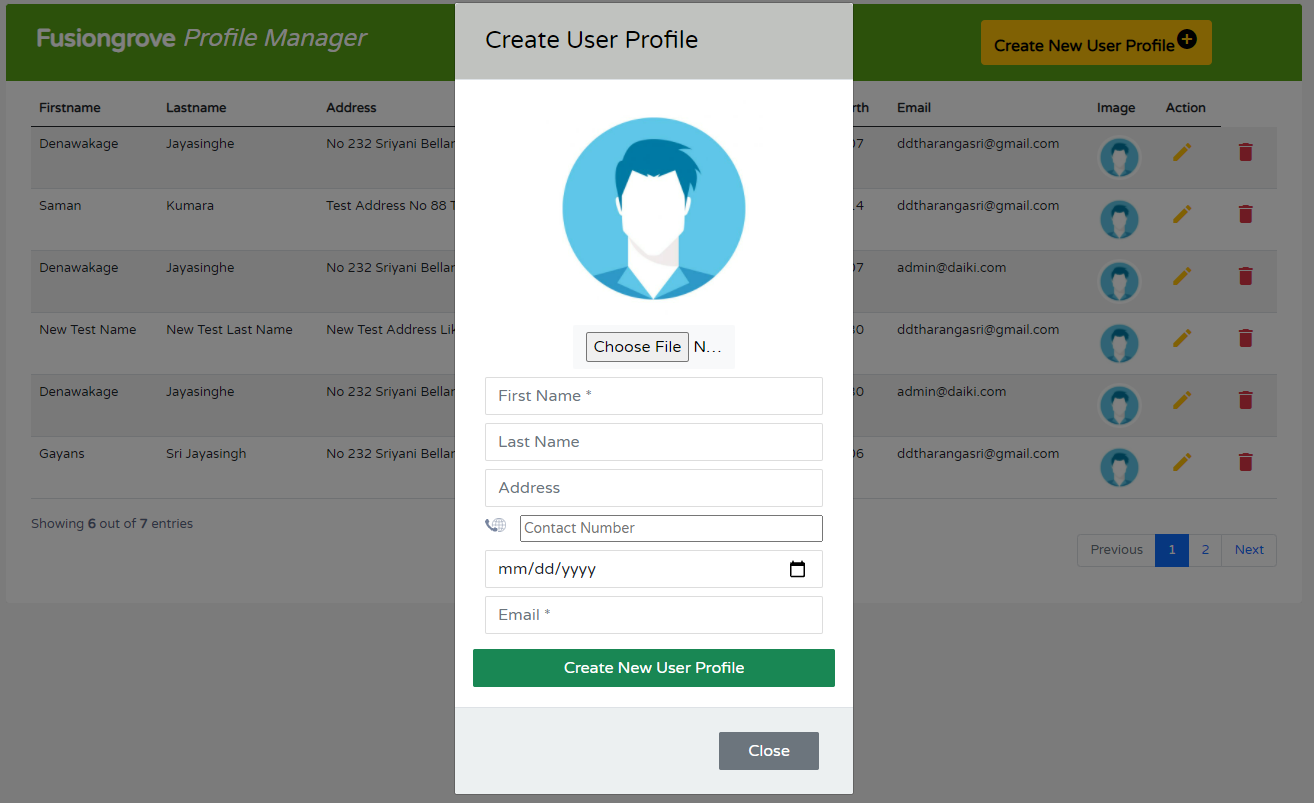 Fusiongrove Profile Manager
Create New User Profile
Firstname Lastname Address rth Email Image Action
Denawakage Jayasinghe No 232 Sriyani Bellar 07 ddtharangasri@gmail.com
Saman Kumara Test Address No 88 T .4 ddtharangasri@gmail.com
Denawakage Jayasinghe No 232 Sriyani Bellar 07 admin@daiki.com
New Test Name New Test Last Name New Test Address Lik 30 ddtharangasri@gmail.com
Denawakage Jayasinghe No 232 Sriyani Bellar 30 admin@daiki.com
Gayans Sri Jayasingh No 232 Sriyani Bellar 06 ddtharangasri@gmail.com
Showing 6 out of 7 entries
Previous 1 2 Next
Create User Profile
Choose File N...
First Name *
Last Name
Address
Contact Number
mm/dd/yyyy
Email *
Create New User Profile
Close